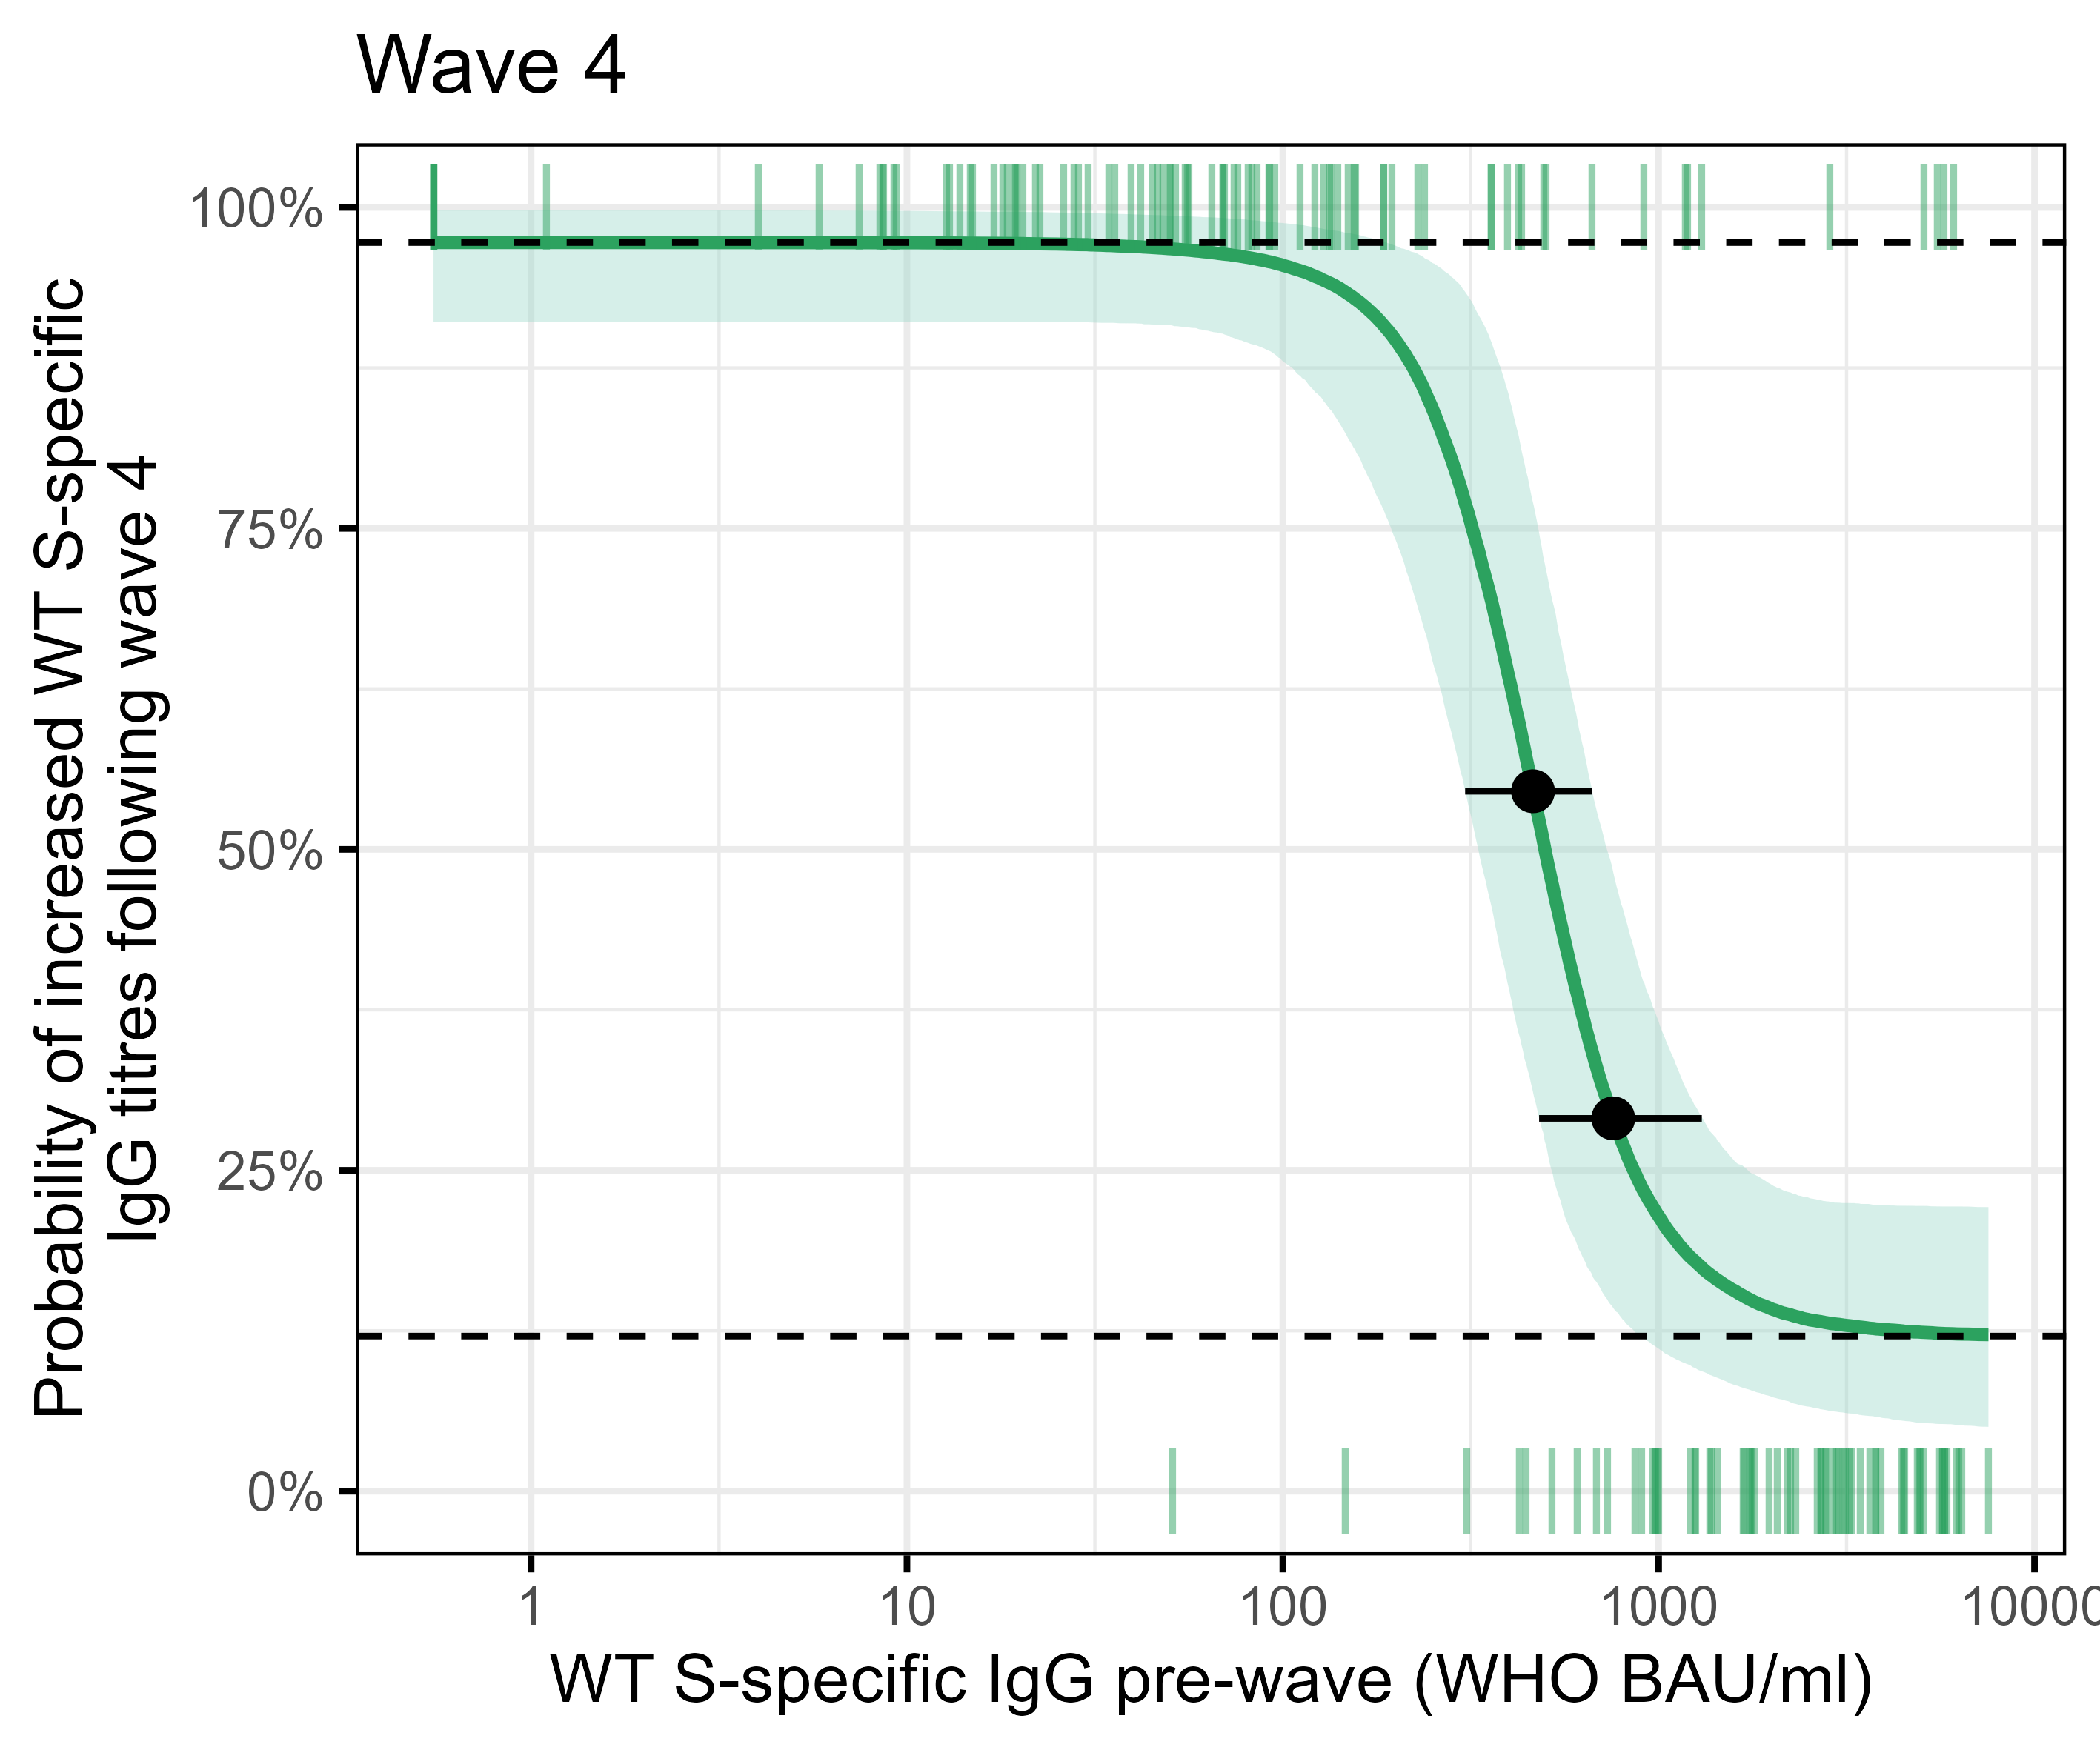 Wave 4
Probability of increased WT S-specific
IgG titres following wave 4
100%
75%
50%
25%
0%
1
10
100
1000
10000
WT S-specific IgG pre-wave (WHO BAU/ml)